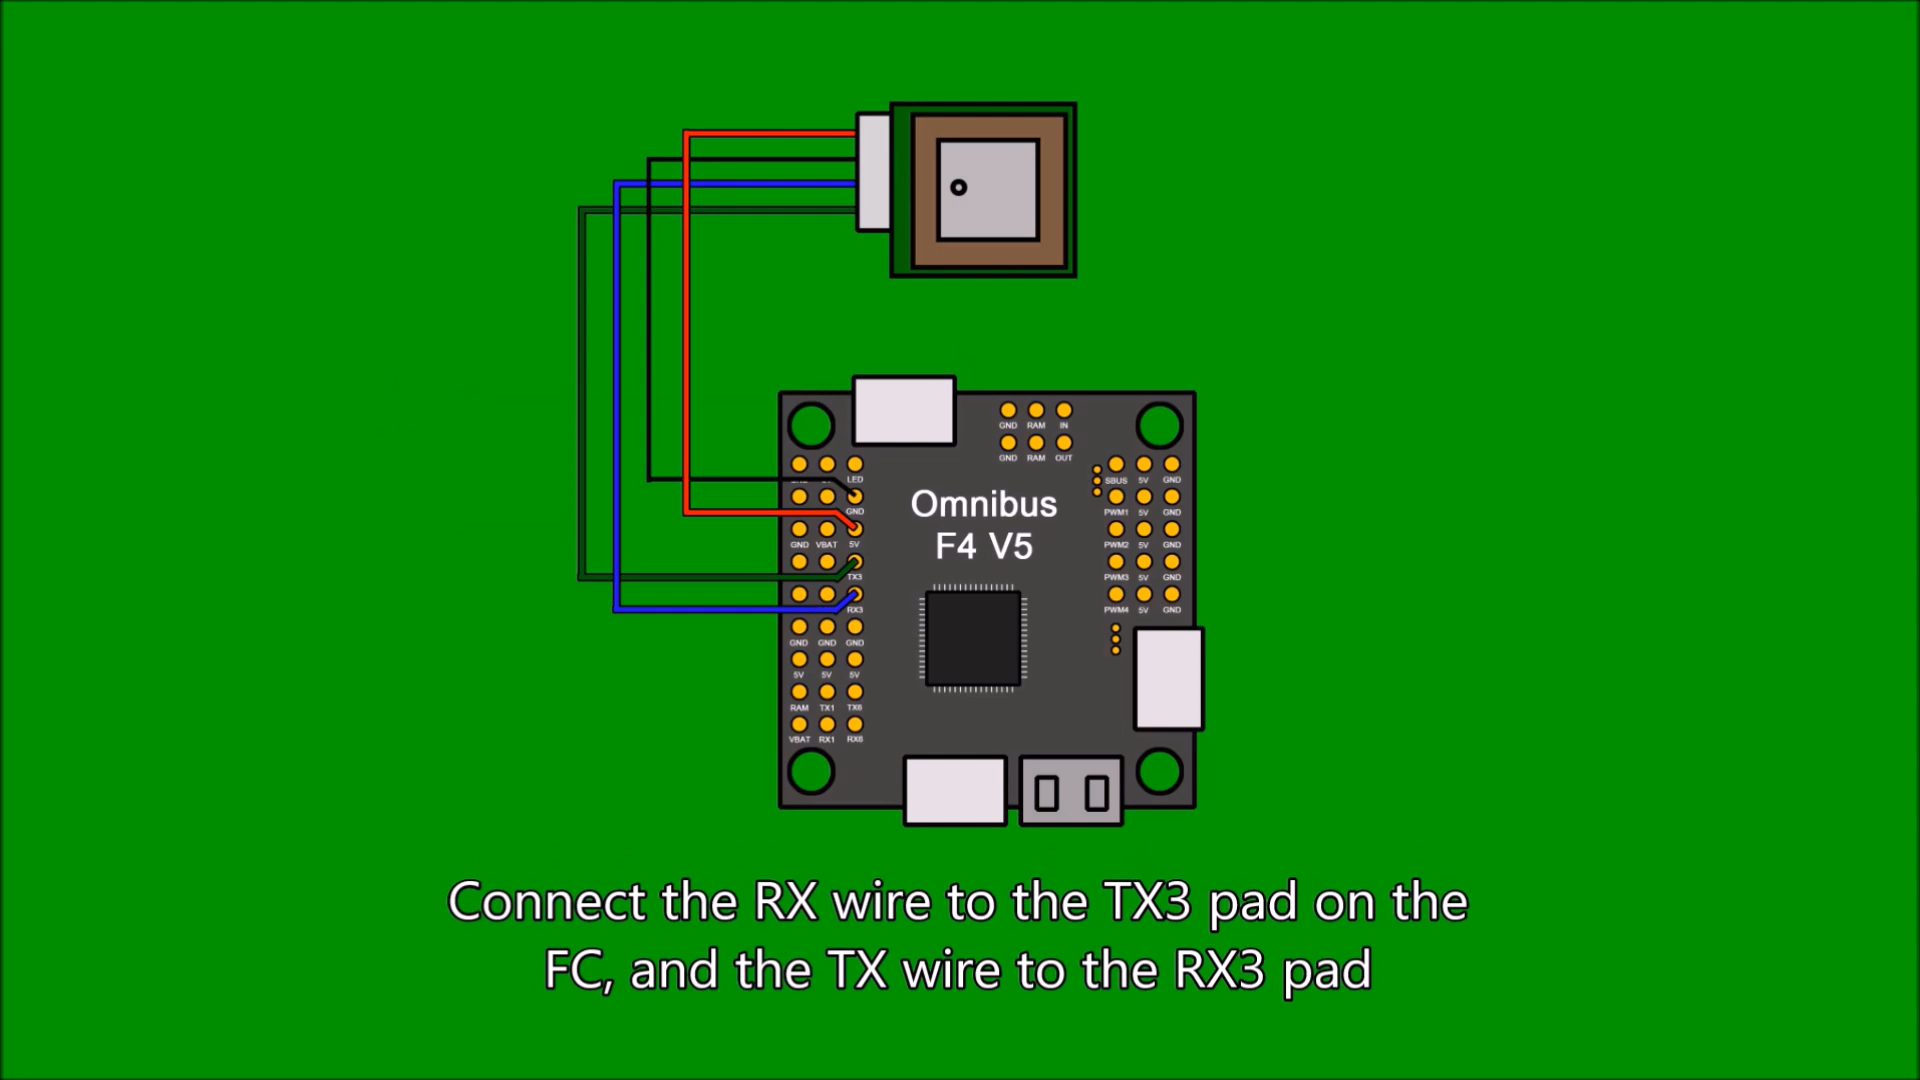 GND RAM IN
GND RAM OUT
LED
SBUS 5V GND
Omnibus
GND
PWM1 5V GND
F4 V5
GND VBAT 5V
PWM2 5V GND
TX3
PWM3 5V GND
RX3
PWM4 5V GND
GND GND GND
5V 5V 5V
RAM TX1 TX6
VBAT RX1 RX6
Connect the RX wire to the TX3 pad on the
FC, and the TX wire to the RX3 pad